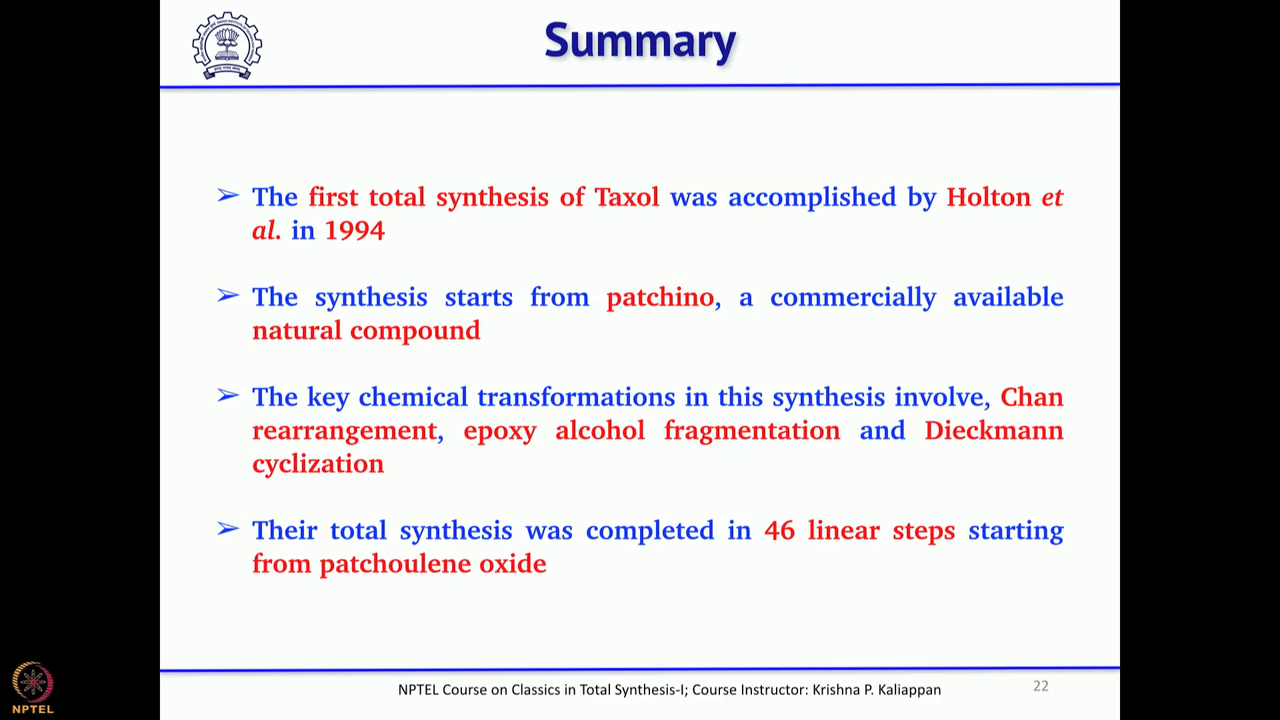 Summary
➢ The first total synthesis of Taxol was accomplished by Holton et
al. in 1994
➢ The synthesis starts from patchino, a commercially available
natural compound
➢ The key chemical transformations in this synthesis involve, Chan
rearrangement, epoxy alcohol fragmentation and Dieckmann
cyclization
➢ Their total synthesis was completed in 46 linear steps starting
from patchoulene oxide
NPTEL Course on Classics in Total Synthesis-I; Course Instructor: Krishna P. Kaliappan
22
NPTEL